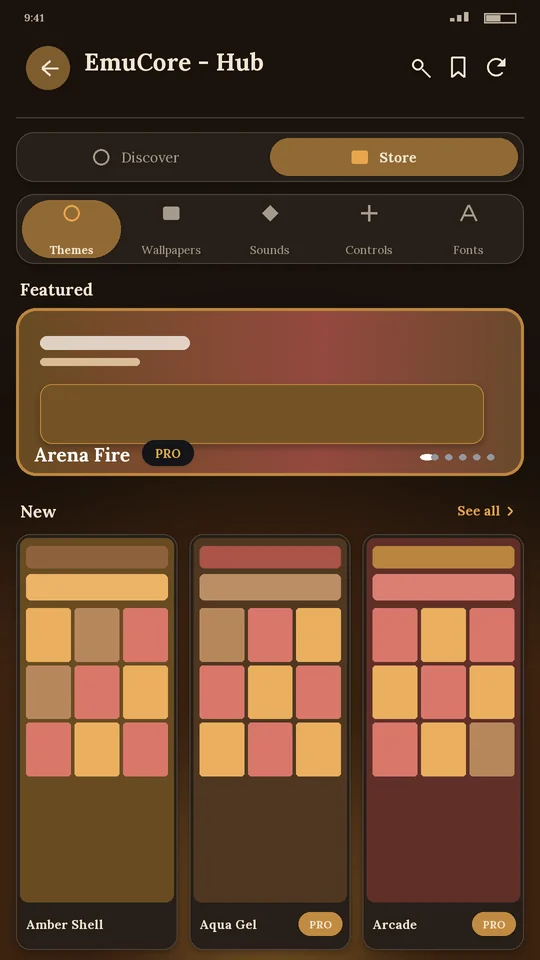 9:41
EmuCore - Hub
Discover
Store
Themes
Wallpapers
Sounds
Controls
Fonts
Featured
Arena Fire
PRO
New
See all
Amber Shell
Aqua Gel
PRO
Arcade
PRO